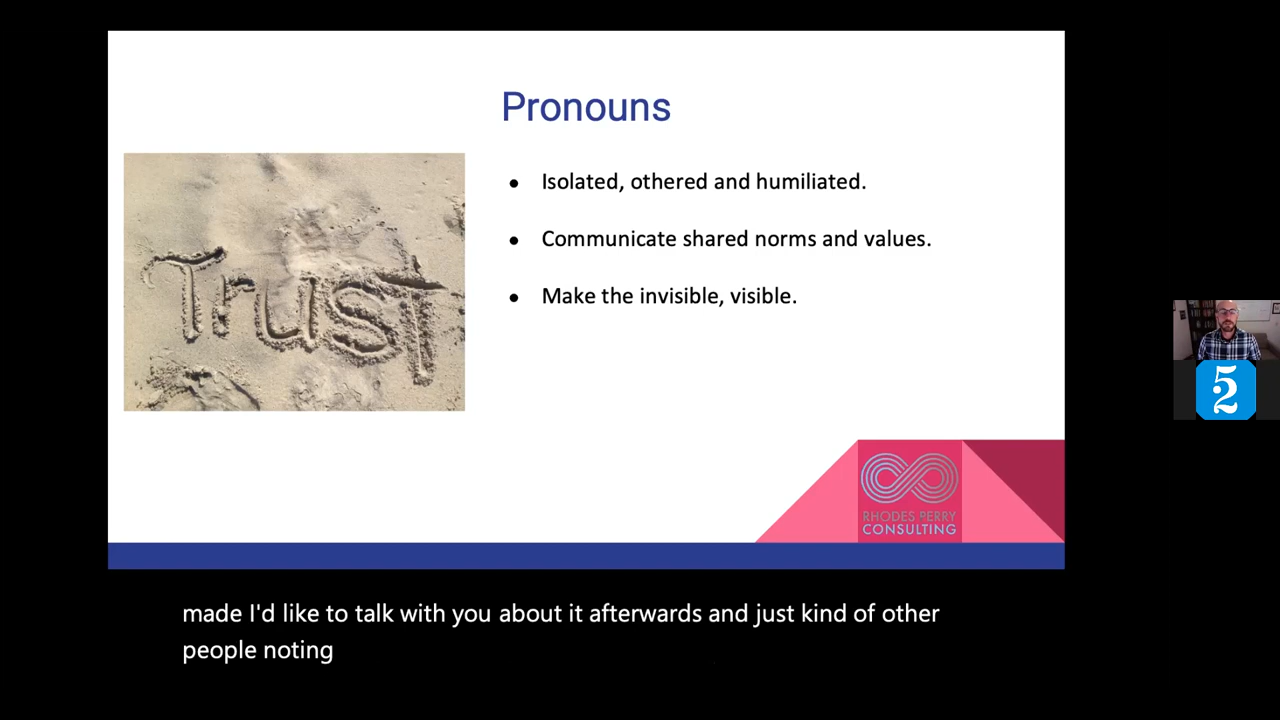 Pronouns
● Isolated, othered and humiliated.
● Communicate shared norms and values.
● Make the invisible, visible.
Trust
RHODES PERRY
CONSULTING
52
made I'd like to talk with you about it afterwards and just kind of other
people noting